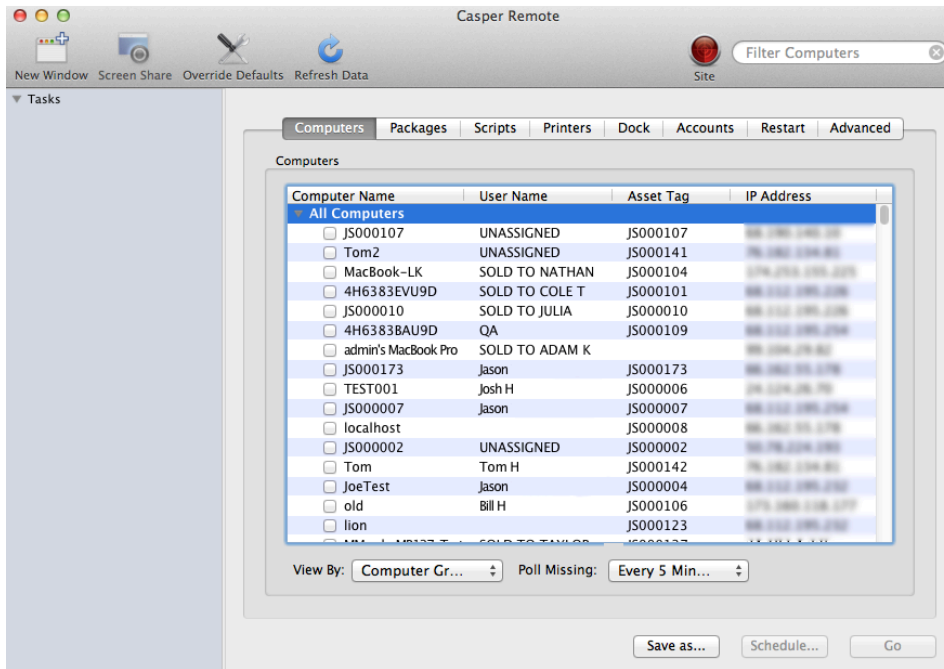 Casper Remote
New Window Screen Share Override Defaults Refresh Data Site Filter Computers
Tasks
Computers Packages Scripts Printers Dock Accounts Restart Advanced
Computers
Computer Name User Name Asset Tag IP Address
All Computers
JS000107 UNASSIGNED JS000107
Tom2 UNASSIGNED JS000141
MacBook-LK SOLD TO NATHAN JS000104
4H6383EVU9D SOLD TO COLE T JS000101
JS000010 SOLD TO JULIA JS000010
4H6383BAU9D QA JS000109
admin's MacBook Pro SOLD TO ADAM K
JS000173 Jason JS000173
TEST001 Josh H JS000006
JS000007 Jason JS000007
localhost JS000008
JS000002 UNASSIGNED JS000002
Tom Tom H JS000142
JoeTest Jason JS000004
old Bill H JS000106
lion JS000123
SOLD TO TAYLOR
View By: Computer Gr... Poll Missing: Every 5 Min...
Save as... Schedule... Go